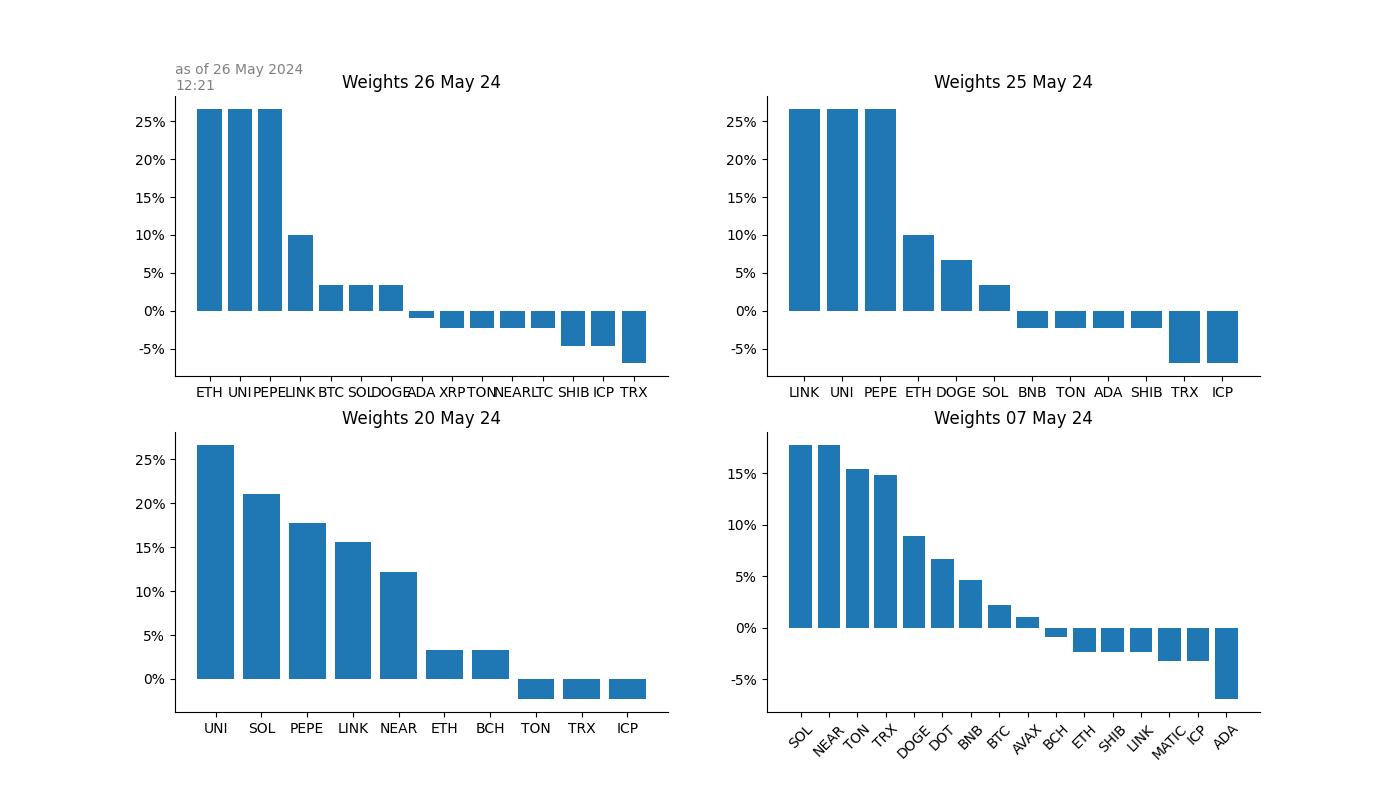 as of 26 May 2024
12:21
Weights 26 May 24
25%
20%
15%
10%
5%
0%
-5%
ETH UNI PEPE LINK BTC SOL DOGE ADA XRP TON NEAR LTC SHIB ICP TRX
Weights 25 May 24
25%
20%
15%
10%
5%
0%
-5%
LINK UNI PEPE ETH DOGE SOL BNB TON ADA SHIB TRX ICP
Weights 20 May 24
25%
20%
15%
10%
5%
0%
UNI SOL PEPE LINK NEAR ETH BCH TON TRX ICP
Weights 07 May 24
15%
10%
5%
0%
-5%
SOL NEAR TON TRX DOGE DOT BNB BTC AVAX BCH ETH SHIB LINK MATIC ICP ADA